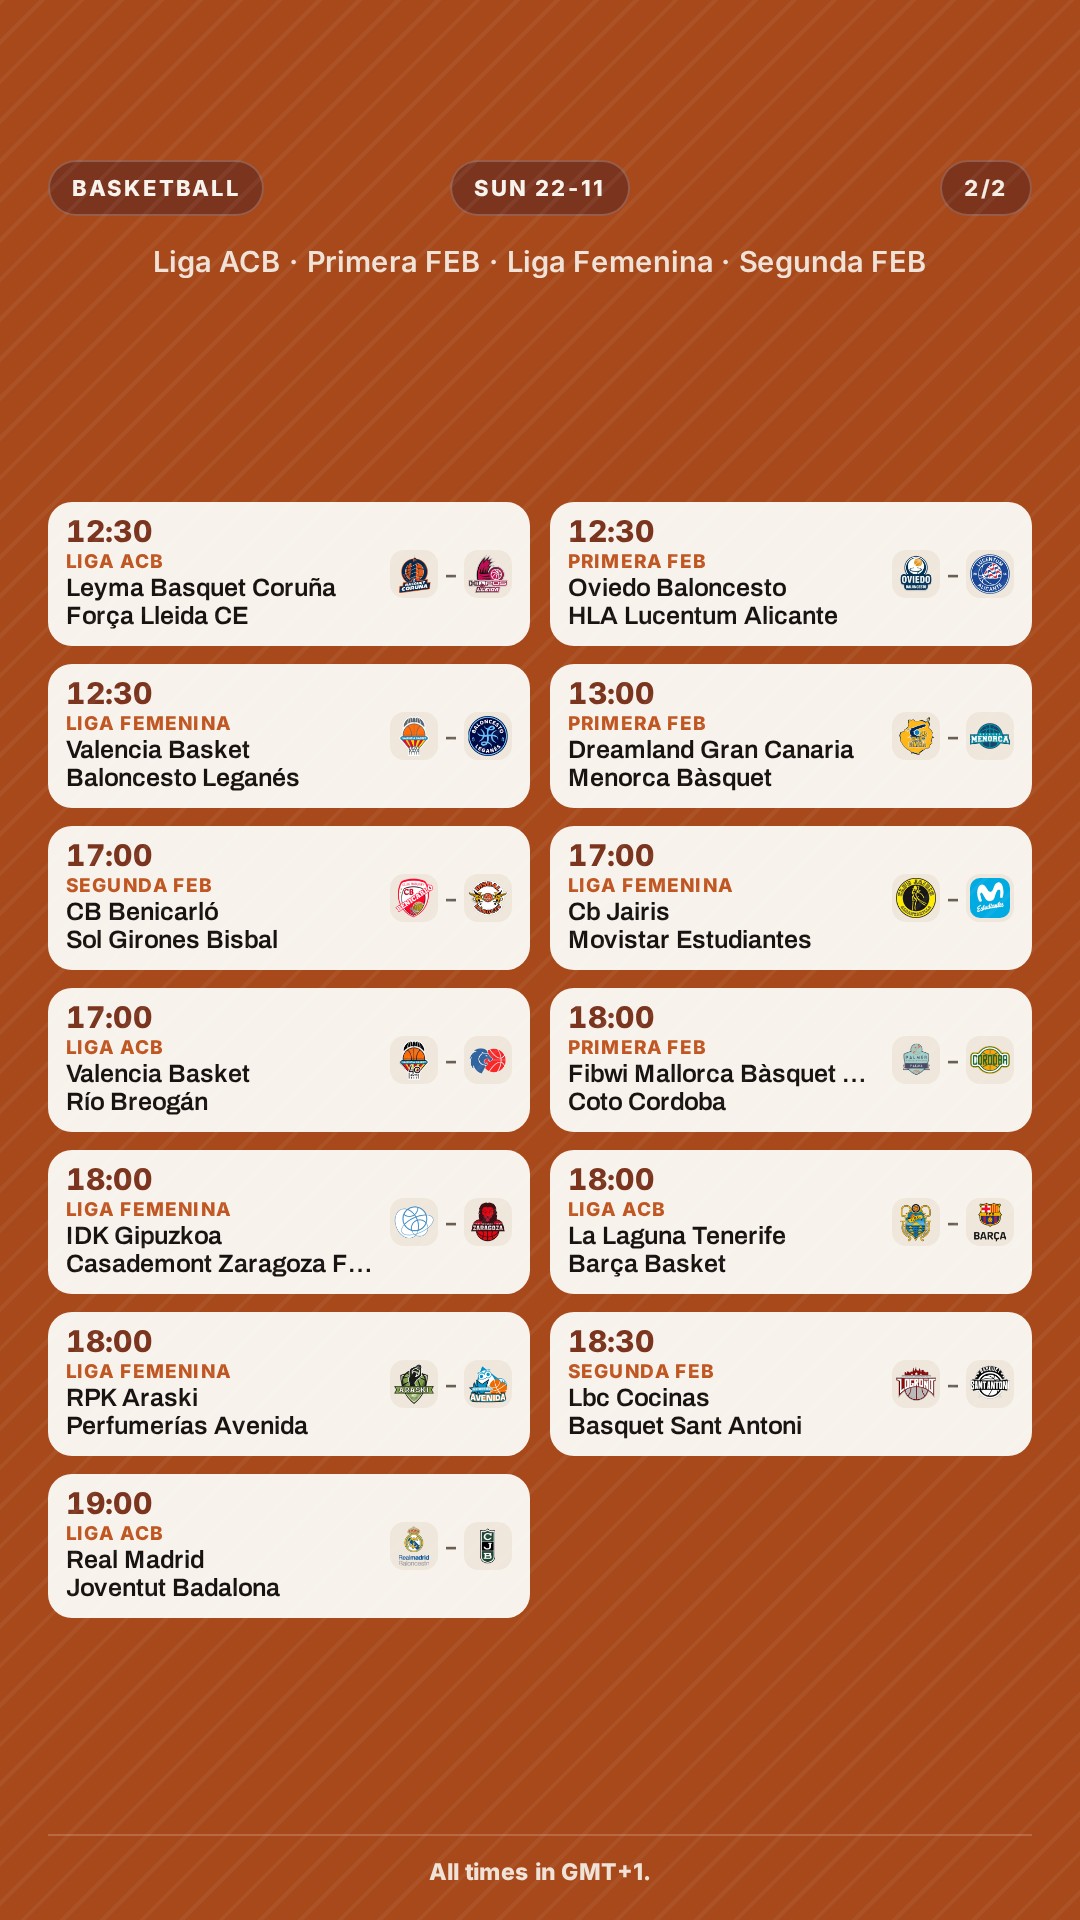 BASKETBALL
SUN 22-11
2/2
Liga ACB · Primera FEB · Liga Femenina · Segunda FEB
12:30
LIGA ACB
Leyma Basquet Coruña
Força Lleida CE
12:30
PRIMERA FEB
Oviedo Baloncesto
HLA Lucentum Alicante
12:30
LIGA FEMENINA
Valencia Basket
Baloncesto Leganés
13:00
PRIMERA FEB
Dreamland Gran Canaria
Menorca Bàsquet
17:00
SEGUNDA FEB
CB Benicarló
Sol Girones Bisbal
17:00
LIGA FEMENINA
Cb Jairis
Movistar Estudiantes
17:00
LIGA ACB
Valencia Basket
Río Breogán
18:00
PRIMERA FEB
Fibwi Mallorca Bàsquet ...
Coto Cordoba
18:00
LIGA FEMENINA
IDK Gipuzkoa
Casademont Zaragoza F...
18:00
LIGA ACB
La Laguna Tenerife
Barça Basket
BARÇA
18:00
LIGA FEMENINA
RPK Araski
Perfumerías Avenida
18:30
SEGUNDA FEB
Lbc Cocinas
Basquet Sant Antoni
19:00
LIGA ACB
Real Madrid
Joventut Badalona
All times in GMT+1.